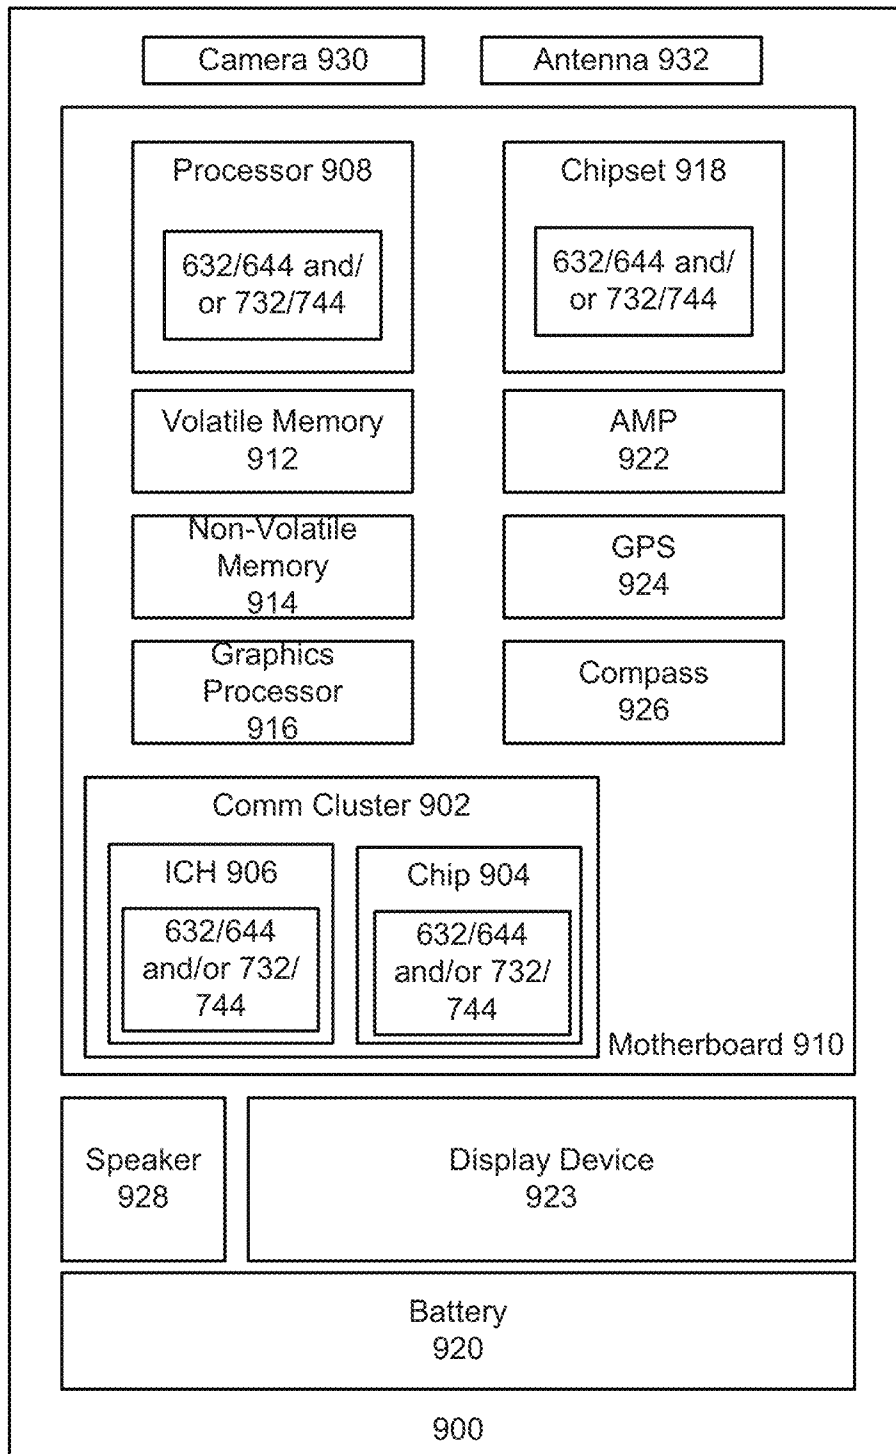 Camera 930
Antenna 932
Processor 908
632/644 and/
or 732/744
Chipset 918
632/644 and/
or 732/744
Volatile Memory
912
AMP
922
Non-Volatile
Memory
914
GPS
924
Graphics
Processor
916
Compass
926
Comm Cluster 902
ICH 906
632/644
and/or 732/
744
Chip 904
632/644
and/or 732/
744
Motherboard 910
Speaker
928
Display Device
923
Battery
920
900